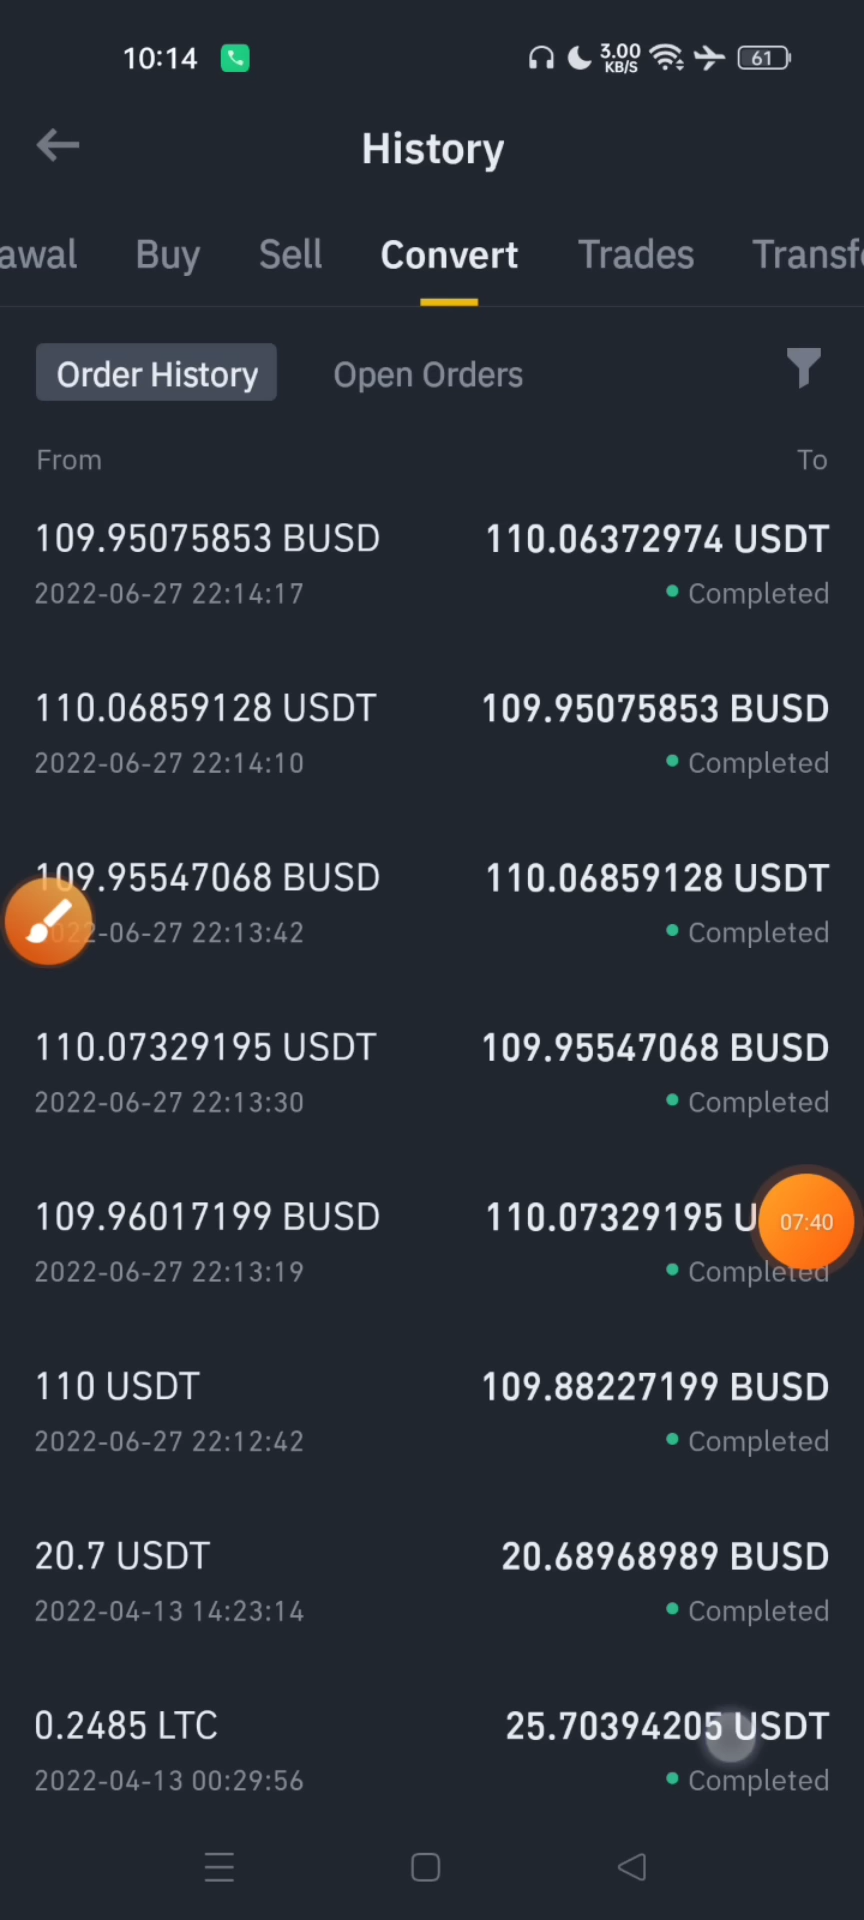 10:14
3.00
KB/S
61
History
awal Buy Sell Convert Trades Transfe
Order History Open Orders
From To
109.95075853 BUSD 110.06372974 USDT
2022-06-27 22:14:17 Completed
110.06859128 USDT 109.95075853 BUSD
2022-06-27 22:14:10 Completed
109.95547068 BUSD 110.06859128 USDT
2022-06-27 22:13:42 Completed
110.07329195 USDT 109.95547068 BUSD
2022-06-27 22:13:30 Completed
109.96017199 BUSD 110.07329195 U
07:40
2022-06-27 22:13:19 Completed
110 USDT 109.88227199 BUSD
2022-06-27 22:12:42 Completed
20.7 USDT 20.68968989 BUSD
2022-04-13 14:23:14 Completed
0.2485 LTC 25.70394205 USDT
2022-04-13 00:29:56 Completed